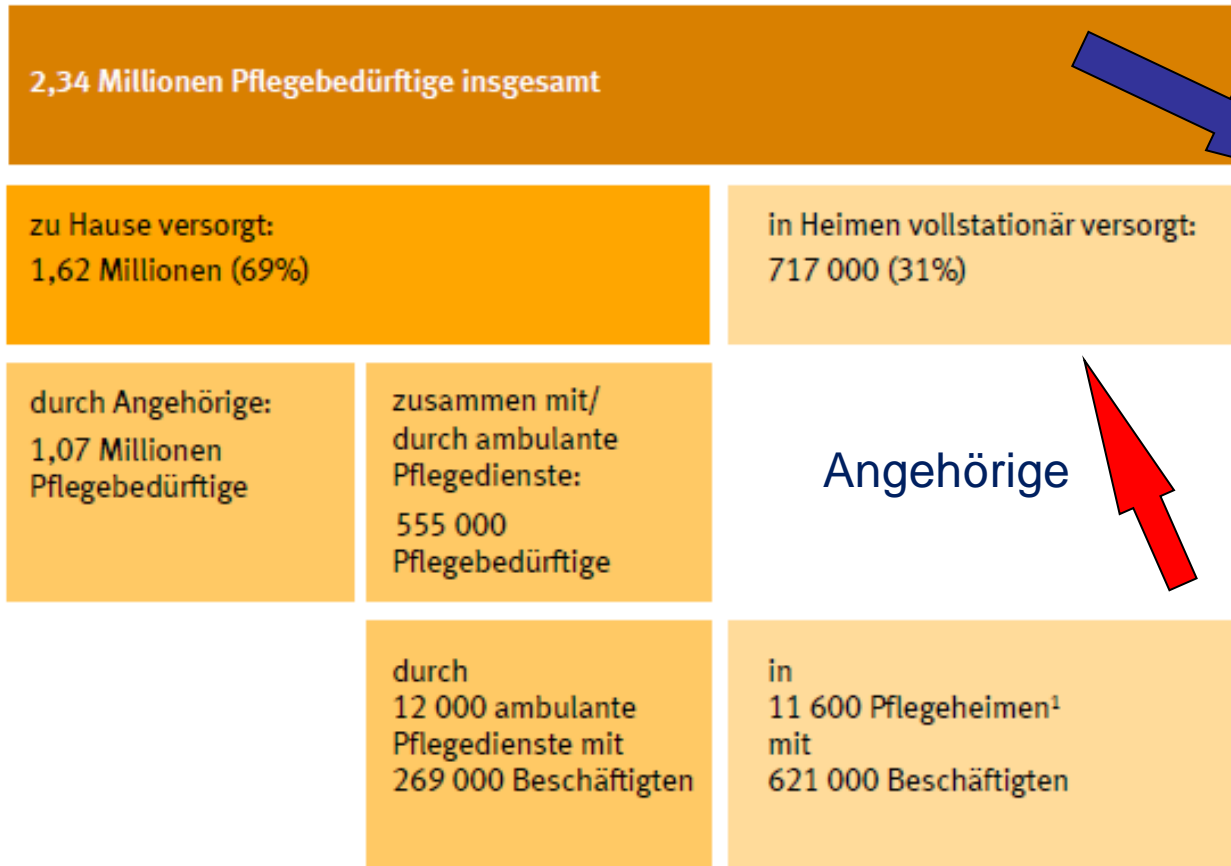 2,34 Millionen Pflegebedürftige insgesamt
zu Hause versorgt:
1,62 Millionen (69%)
in Heimen vollstationär versorgt:
717 000 (31%)
durch Angehörige:
1,07 Millionen
Pflegebedürftige
zusammen mit/
durch ambulante
Pflegedienste:
555 000
Pflegebedürftige
Angehörige
durch
12 000 ambulante
Pflegedienste mit
269 000 Beschäftigten
in
11 600 Pflegeheimen¹
mit
621 000 Beschäftigten